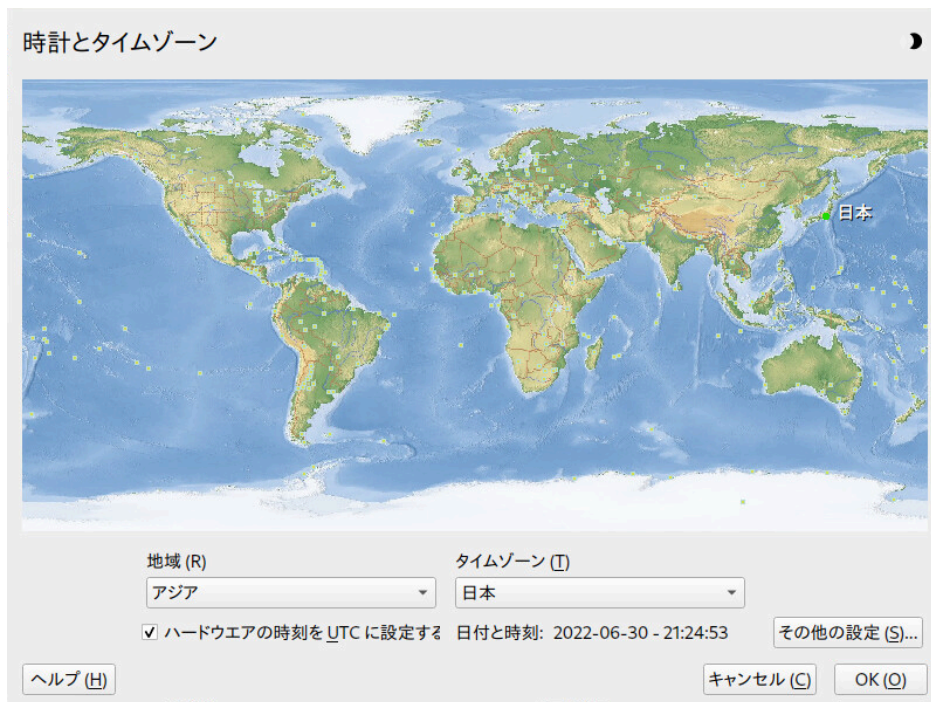 時計とタイムゾーン
日本
地域 (R)
タイムゾーン (T)
アジア
日本
ハードウエアの時刻を UTC に設定する
日付と時刻: 2022-06-30 - 21:24:53
その他の設定 (S)...
ヘルプ (H)
キャンセル (C)
OK (O)